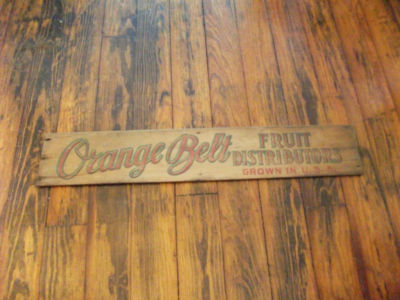 Orange Belt
FRUIT
DISTRIBUTORS
GROWN IN U.S.A.